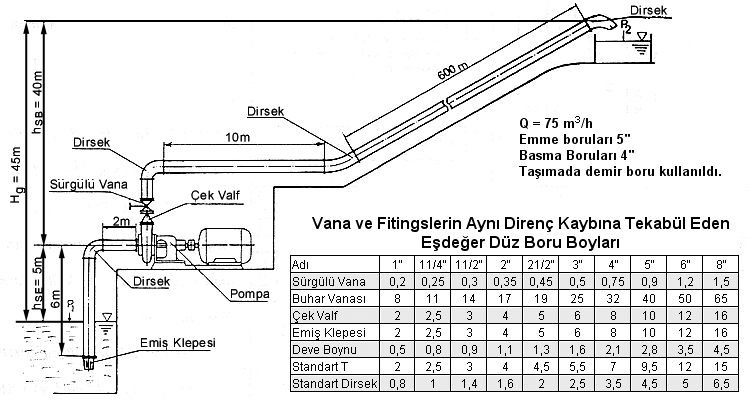 Dirsek
P2
600 m
Dirsek
10m
Dirsek
Sürgülü Vana
Çek Valf
2m
Dirsek
Pompa
Emiş Klepesi
Hg = 45m
hSB = 40m
hSE = 5m
6m
P1
Q = 75 m³/h
Emme boruları 5"
Basma Boruları 4"
Taşımada demir boru kullanıldı.
Vana ve Fitingslerin Aynı Direnç Kaybına Tekabül Eden
Eşdeğer Düz Boru Boyları
Adı 1" 11/4" 11/2" 2" 21/2" 3" 4" 5" 6" 8"
Sürgülü Vana 0,2 0,25 0,3 0,35 0,45 0,5 0,75 0,9 1,2 1,5
Buhar Vanası 8 11 14 17 19 25 32 40 50 65
Çek Valf 2 2,5 3 4 5 6 8 10 12 16
Emiş Klepesi 2 2,5 3 4 5 6 8 10 12 16
Deve Boynu 0,5 0,8 0,9 1,1 1,3 1,6 2,1 2,8 3,5 4,5
Standart T 2 2,5 3 4 4,5 5,5 7 9,5 12 15
Standart Dirsek 0,8 1 1,4 1,6 2 2,5 3,5 4,5 5 6,5